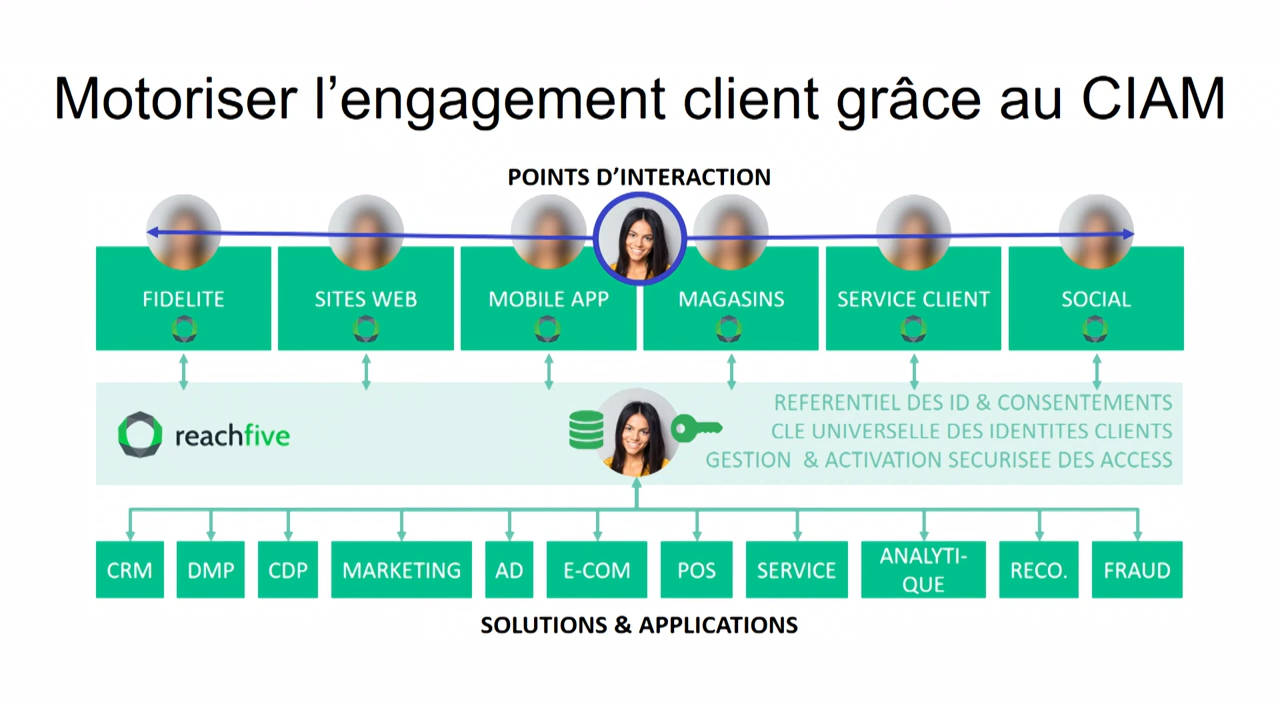 Motoriser l’engagement client grâce au CIAM
POINTS D’INTERACTION
FIDELITE
SITES WEB
MOBILE APP
MAGASINS
SERVICE CLIENT
SOCIAL
reachfive
REFERENTIEL DES ID & CONSENTEMENTS
CLE UNIVERSELLE DES IDENTITES CLIENTS
GESTION & ACTIVATION SECURISEE DES ACCESS
CRM
DMP
CDP
MARKETING
AD
E-COM
POS
SERVICE
ANALYTI-
QUE
RECO.
FRAUD
SOLUTIONS & APPLICATIONS